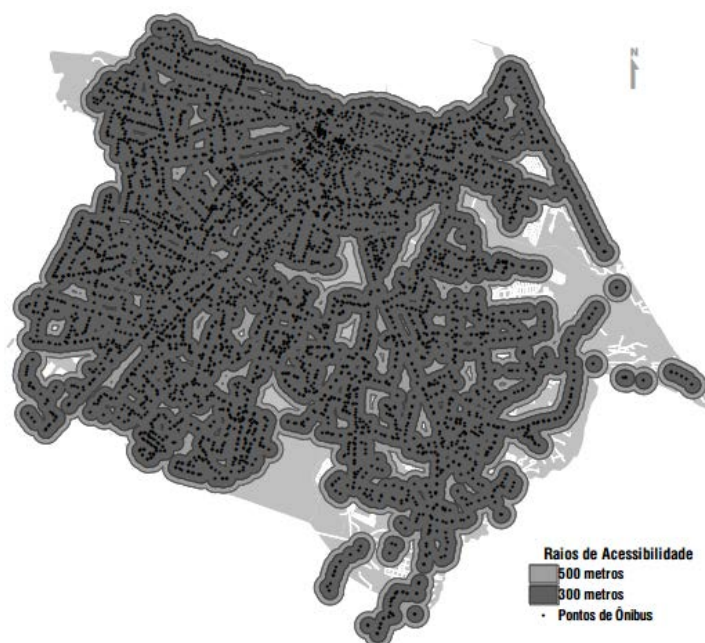 N
Raios de Acessibilidade
500 metros
300 metros
Pontos de Ônibus